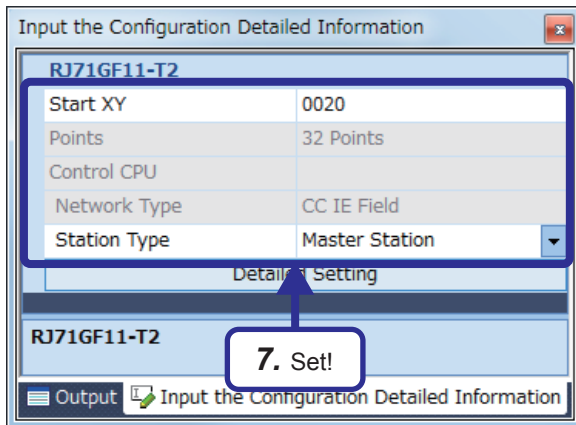 Input the Configuration Detailed Information
RJ71GF11-T2
Start XY 0020
Points 32 Points
Control CPU
Network Type CC IE Field
Station Type Master Station
Detailed Setting
RJ71GF11-T2
7. Set!
Output Input the Configuration Detailed Information